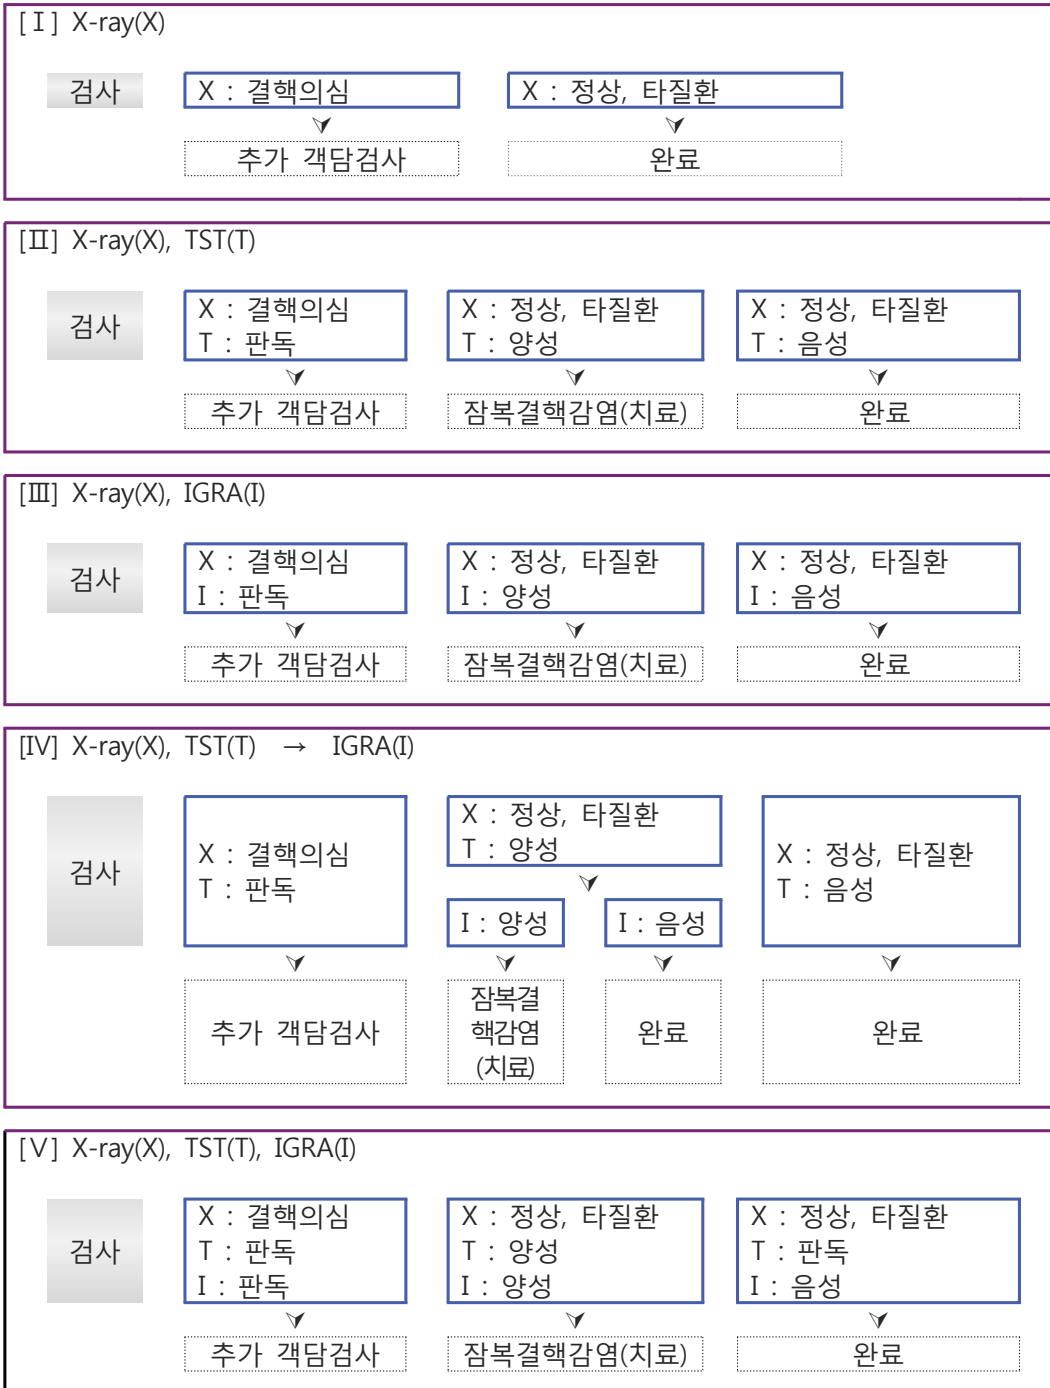 [Ⅰ] X-ray(X)
검사
X : 결핵의심
X : 정상, 타질환
추가 객담검사
완료
[Ⅱ] X-ray(X), TST(T)
검사
X : 결핵의심
T : 판독
X : 정상, 타질환
T : 양성
X : 정상, 타질환
T : 음성
추가 객담검사
잠복결핵감염(치료)
완료
[Ⅲ] X-ray(X), IGRA(I)
검사
X : 결핵의심
I : 판독
X : 정상, 타질환
I : 양성
X : 정상, 타질환
I : 음성
추가 객담검사
잠복결핵감염(치료)
완료
[Ⅳ] X-ray(X), TST(T) → IGRA(I)
검사
X : 결핵의심
T : 판독
X : 정상, 타질환
T : 양성
I : 양성
I : 음성
X : 정상, 타질환
T : 음성
추가 객담검사
잠복결
핵감염
(치료)
완료
완료
[Ⅴ] X-ray(X), TST(T), IGRA(I)
검사
X : 결핵의심
T : 판독
I : 판독
X : 정상, 타질환
T : 양성
I : 양성
X : 정상, 타질환
T : 판독
I : 음성
추가 객담검사
잠복결핵감염(치료)
완료